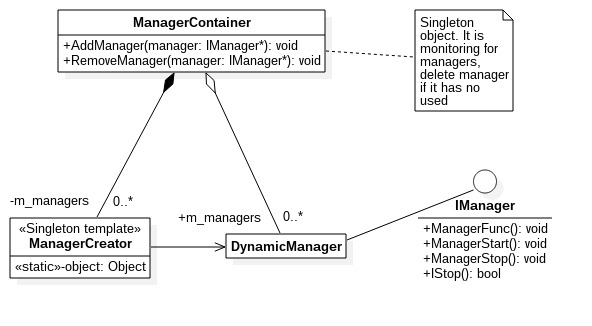 ManagerContainer
+AddManager(manager: IManager*): void
+RemoveManager(manager: IManager*): void
Singleton
object. It is
monitoring for
managers,
delete manager
if it has no
used
-m_managers
0..*
+m_managers
0..*
«Singleton template»
ManagerCreator
«static»-object: Object
DynamicManager
IManager
+ManagerFunc(): void
+ManagerStart(): void
+ManagerStop(): void
+IStop(): bool